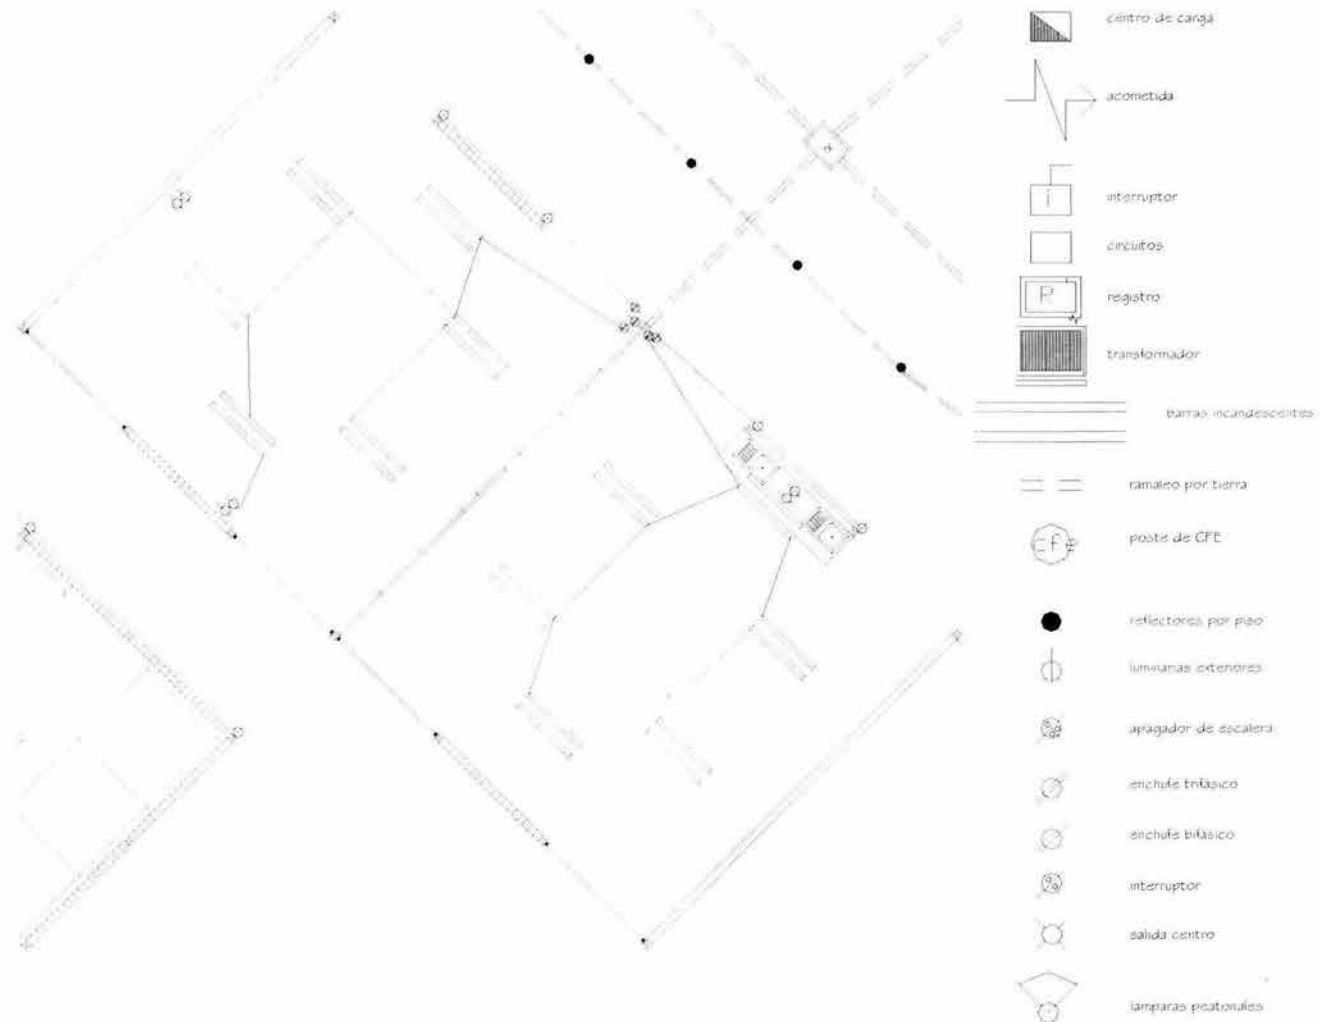 centro de carga
acometida
i
interruptor
circuitos
P
registro
transformador
barras incandescentes
ramaleo por tierra
cf
poste de CFE
reflectores por piso
luminarias exteriores
apagador de escalera
enchufe trifásico
enchufe bifásico
interruptor
salida centro
lamparas peatonales